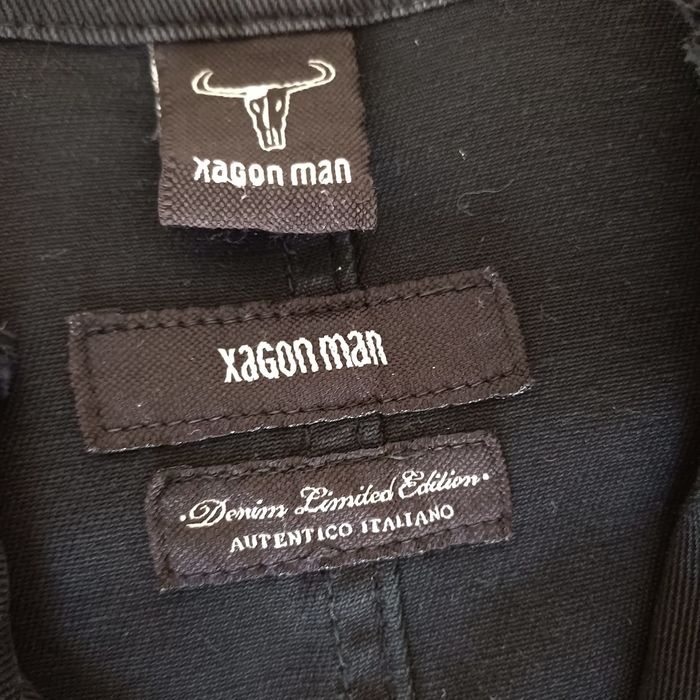 xagon man
xagon man
·Denim Limited Edition·
AUTENTICO ITALIANO